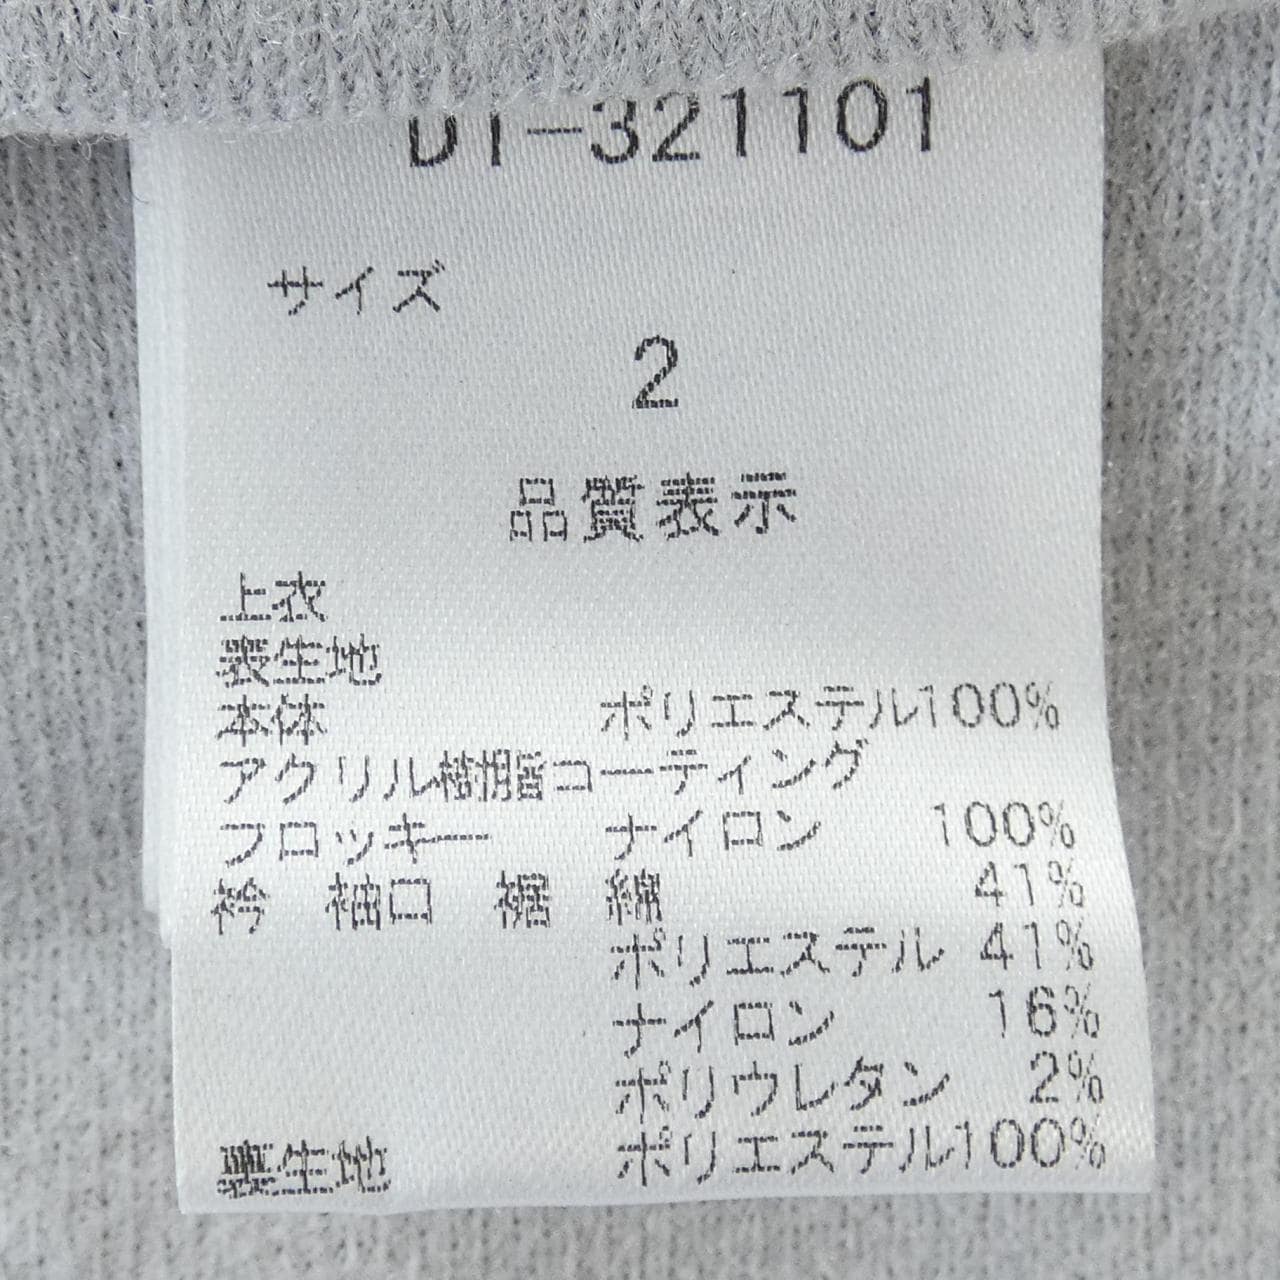 DT-321101
サイズ
2
品質表示
上衣
表生地
本体 ポリエステル100%
アクリル樹脂コーティング
フロッキー ナイロン 100%
衿 袖口 裾 綿 41%
ポリエステル 41%
ナイロン 16%
ポリウレタン 2%
裏生地 ポリエステル100%